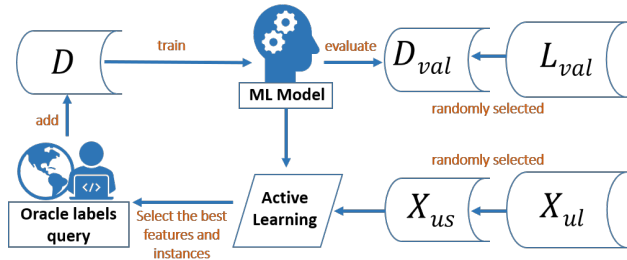 D
train
evaluate
D_val
L_val
ML Model
randomly selected
add
randomly selected
</>
Oracle labels
query
Select the best
features and
instances
Active
Learning
X_us
X_ul